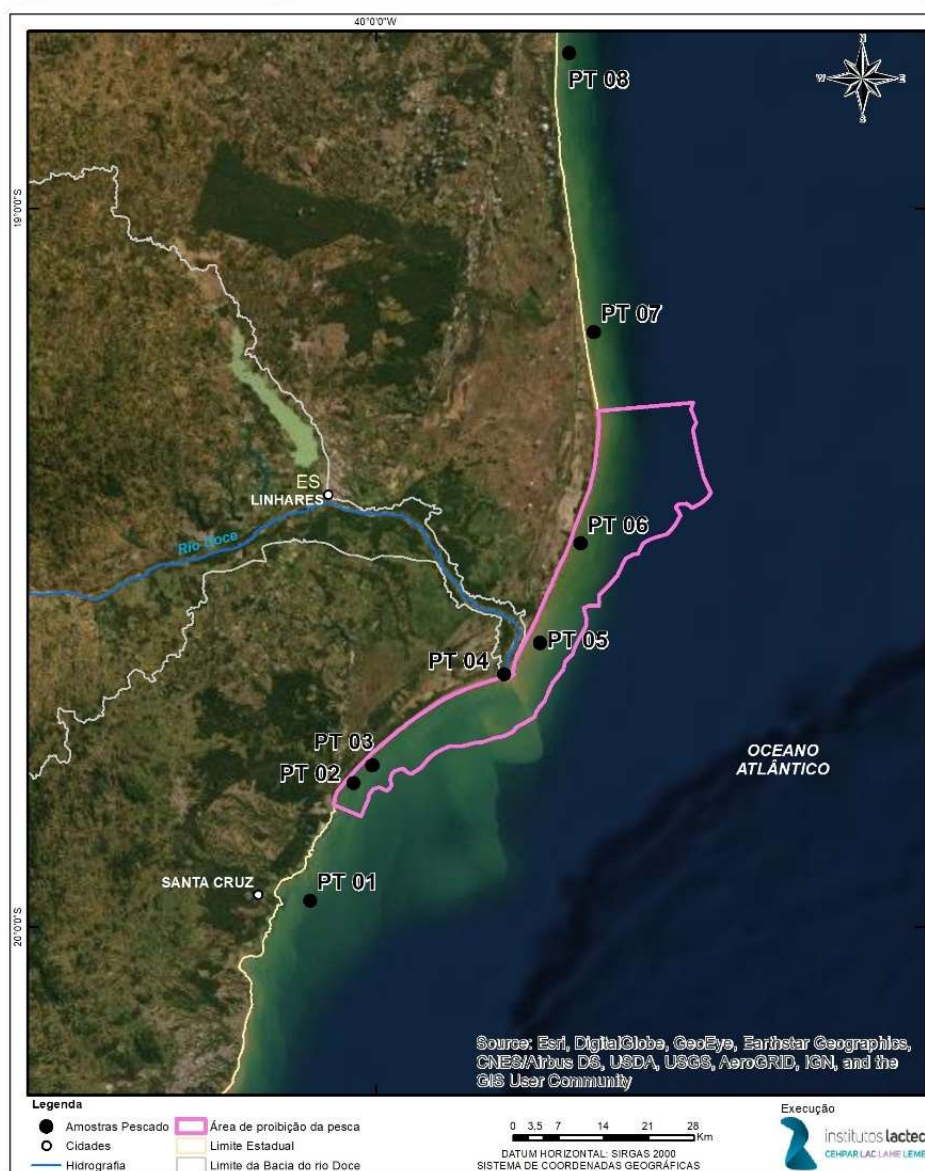 40°0'0"W
N
W E
S
PT 08
19°0'0"S
PT 07
ES
LINHARES
Rio Doce
PT 06
PT 05
PT 04
PT 03
PT 02
OCEANO
ATLÂNTICO
SANTA CRUZ
PT 01
20°0'0"S
Source: Esri, DigitalGlobe, GeoEye, Earthstar Geographics,
CNES/Airbus DS, USDA, USGS, AeroGRID, IGN, and the
GIS User Community
Legenda
Amostras Pescado
Cidades
Hidrografia
Área de proibição da pesca
Limite Estadual
Limite da Bacia do rio Doce
0 3,5 7 14 21 28
Km
DATUM HORIZONTAL: SIRGAS 2000
SISTEMA DE COORDENADAS GEOGRÁFICAS
Execução
institutos lactec
CEHPAR LAC LAME LEME